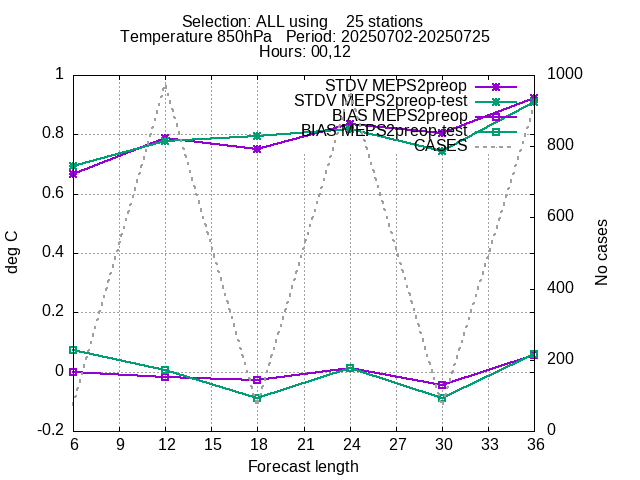 Selection: ALL using    25 stations
Temperature 850hPa   Period: 20250702-20250725
Hours: 00,12
STDV MEPS2preop
STDV MEPS2preop-test
BIAS MEPS2preop
BIAS MEPS2preop-test
CASES
1
0.8
0.6
0.4
0.2
0
-0.2
deg C
1000
800
600
400
200
0
No cases
6 9 12 15 18 21 24 27 30 33 36
Forecast length